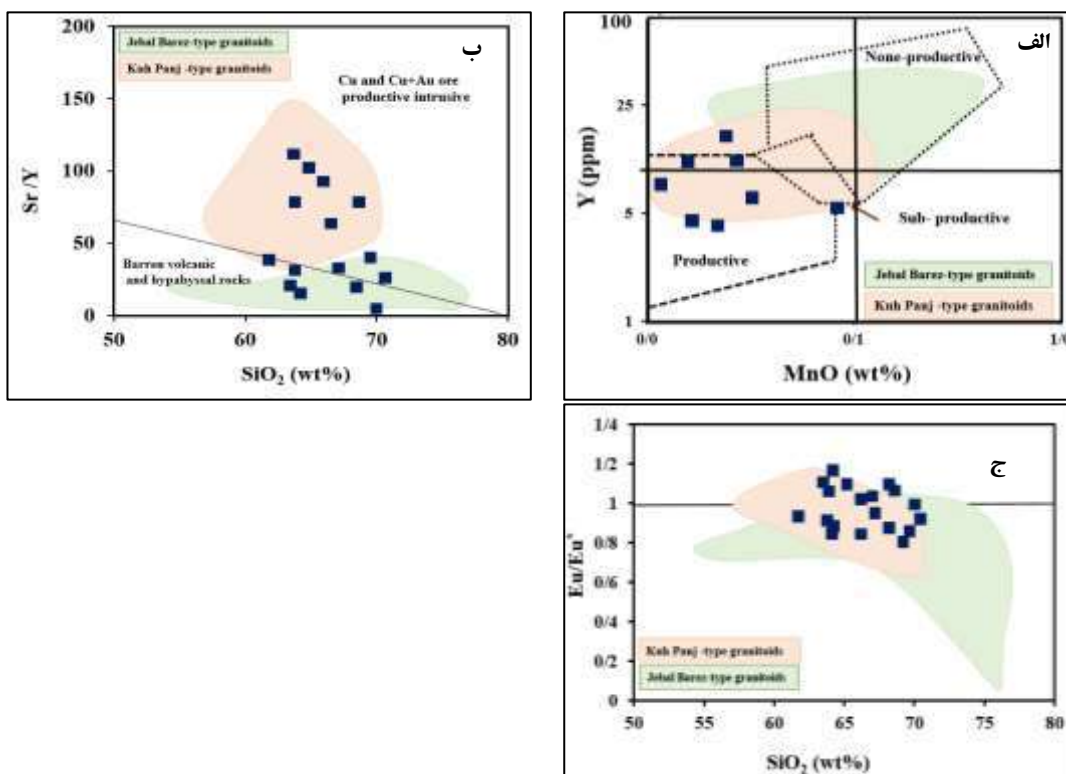 ب
200
150
100
50
0
Sr /Y
Jebal Barez-type granitoids
Kuh Panj -type granitoids
Cu and Cu+Au ore
productive intrusive
Barren volcanic
and hypabyssal rocks
50
60
70
80
SiO₂ (wt%)
الف
100
25
5
1
Y (ppm)
None-productive
Sub- productive
Productive
Jebal Barez-type granitoids
Kuh Panj -type granitoids
0/0
0/1
1/0
MnO (wt%)
ج
1/4
1/2
1
0/8
0/6
0/4
0/2
0
Eu/Eu*
Kuh Panj -type granitoids
Jebal Barez-type granitoids
50
55
60
65
70
75
80
SiO₂ (wt%)